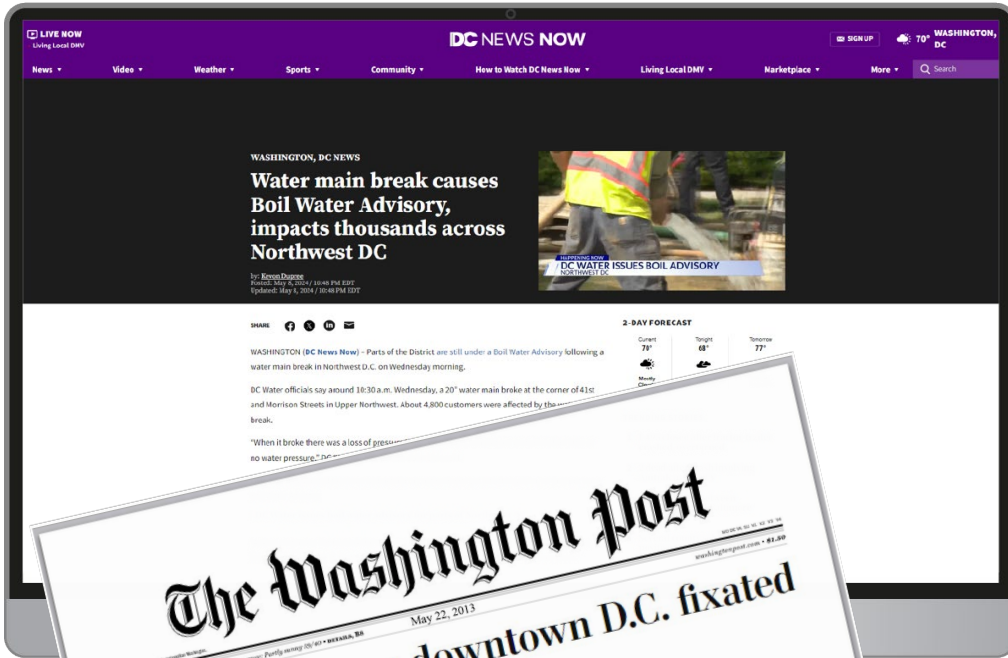 LIVE NOW
Living Local DMV
DC NEWS NOW
SIGN UP
70° WASHINGTON, DC
News Video Weather Sports Community How to Watch DC News Now Living Local DMV Marketplace More Search
WASHINGTON, DC NEWS
Water main break causes
Boil Water Advisory,
impacts thousands across
Northwest DC
by: Kevon Dupree
Posted: May 8, 2024 / 10:48 PM EDT
Updated: May 8, 2024 / 10:48 PM EDT
HAPPENING NOW
DC WATER ISSUES BOIL ADVISORY
NORTHWEST DC
SHARE
WASHINGTON (DC News Now) – Parts of the District are still under a Boil Water Advisory following a
water main break in Northwest D.C. on Wednesday morning.
DC Water officials say around 10:30 a.m. Wednesday, a 20" water main broke at the corner of 41st
and Morrison Streets in Upper Northwest. About 4,800 customers were affected by the
break.
"When it broke there was a loss of
no water pressure," DC
2-DAY FORECAST
Current Tonight Tomorrow
70° 68° 77°
Mostly
The Washington Post
washingtonpost.com • $1.50
Partly sunny 85/40 • DETAILS, B8
May 22, 2013
downtown D.C. fixated